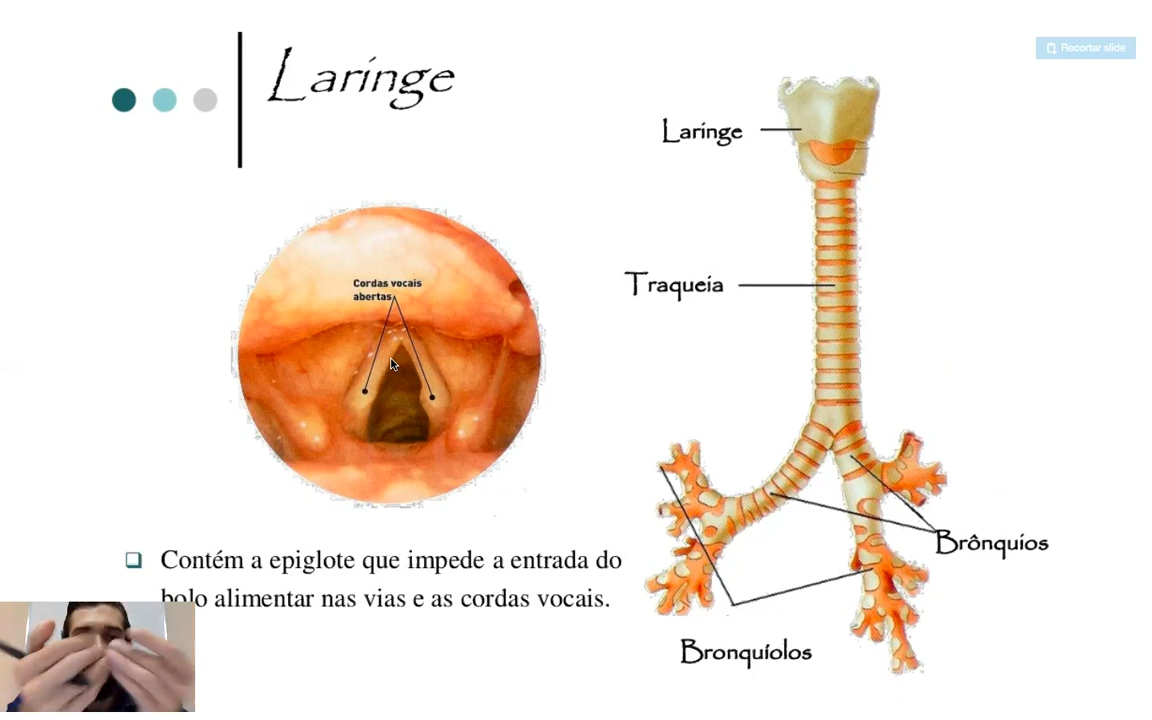 Laringe
Recortar slide
Laringe
Cordas vocais
abertas
Traqueia
Brônquios
Contém a epiglote que impede a entrada do
bolo alimentar nas vias e as cordas vocais.
Bronquíolos